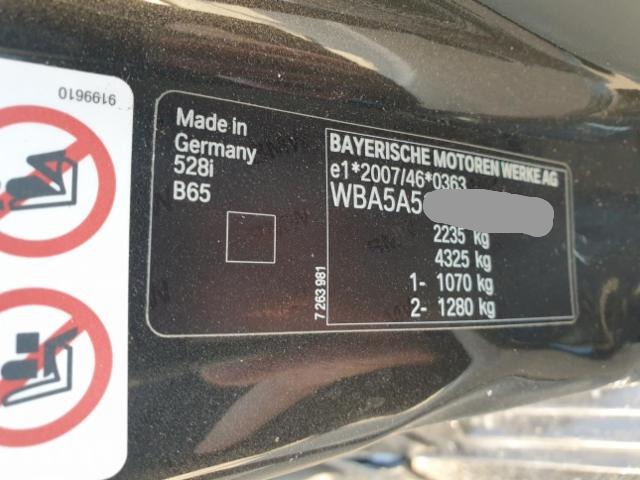 9199610
Made in
Germany
528i
B65
BAYERISCHE MOTOREN WERKE AG
e1*2007/46*0363
WBA5A5
2235 kg
4325 kg
1- 1070 kg
2- 1280 kg
7 263 981